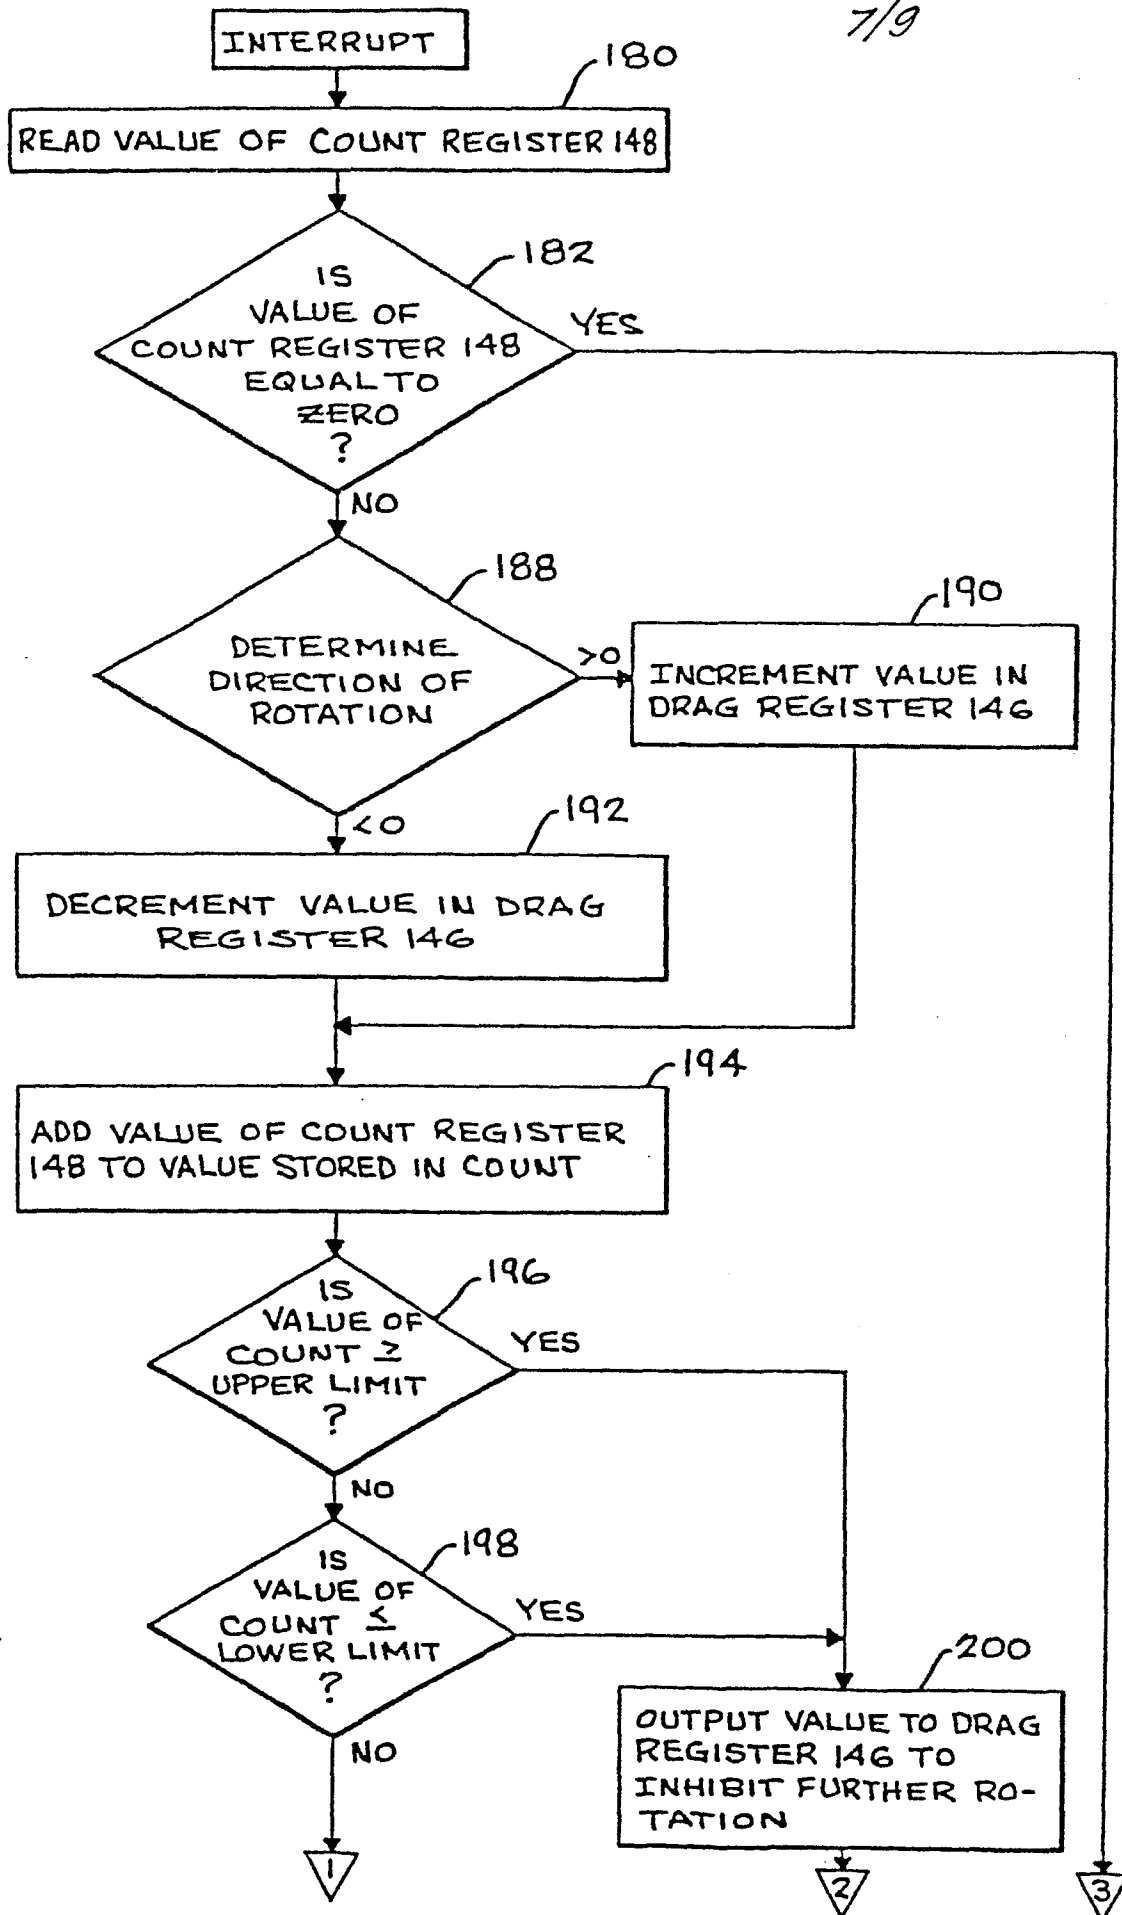 7/9
INTERRUPT
180
READ VALUE OF COUNT REGISTER 148
182
IS
VALUE OF
COUNT REGISTER 148
EQUAL TO
ZERO
?
YES
NO
188
DETERMINE
DIRECTION OF
ROTATION
>0
190
INCREMENT VALUE IN
DRAG REGISTER 146
<0
192
DECREMENT VALUE IN DRAG
REGISTER 146
194
ADD VALUE OF COUNT REGISTER
148 TO VALUE STORED IN COUNT
196
IS
VALUE OF
COUNT ≥
UPPER LIMIT
?
YES
NO
198
IS
VALUE OF
COUNT ≤
LOWER LIMIT
?
YES
NO
200
OUTPUT VALUE TO DRAG
REGISTER 146 TO
INHIBIT FURTHER RO-
TATION
1
2
3